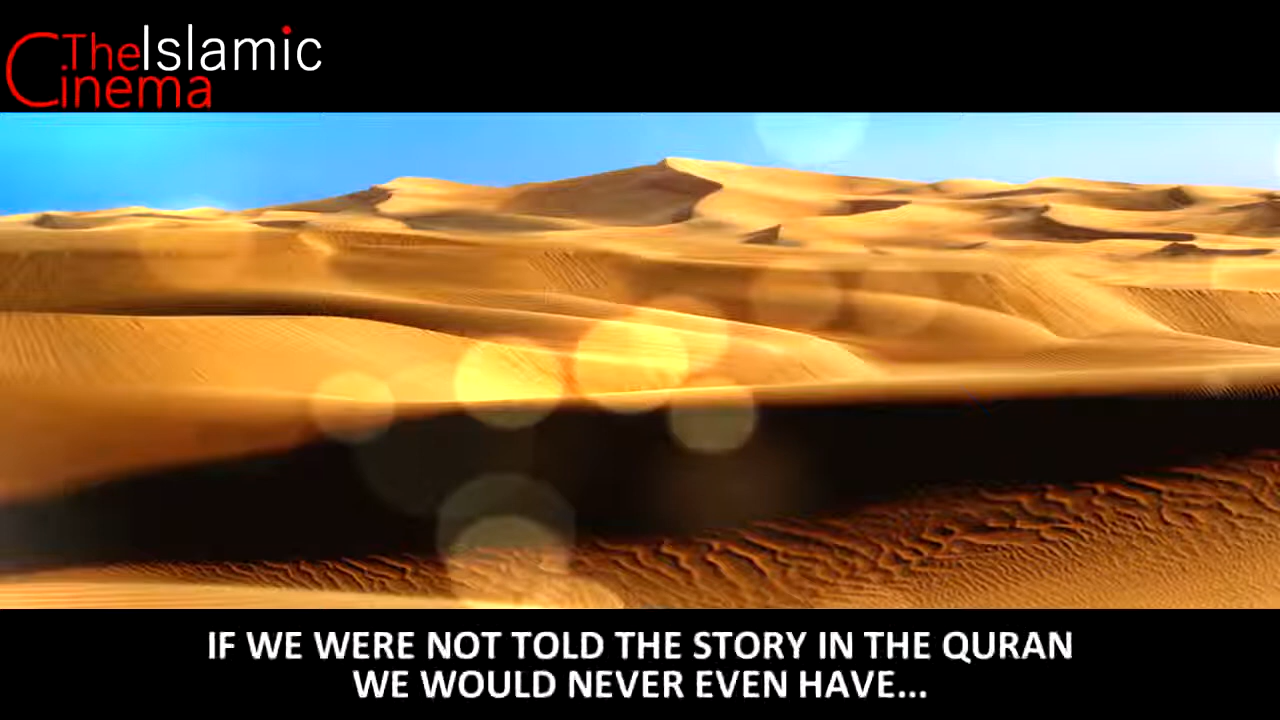 TheIslamic
Cinema
IF WE WERE NOT TOLD THE STORY IN THE QURAN
WE WOULD NEVER EVEN HAVE...